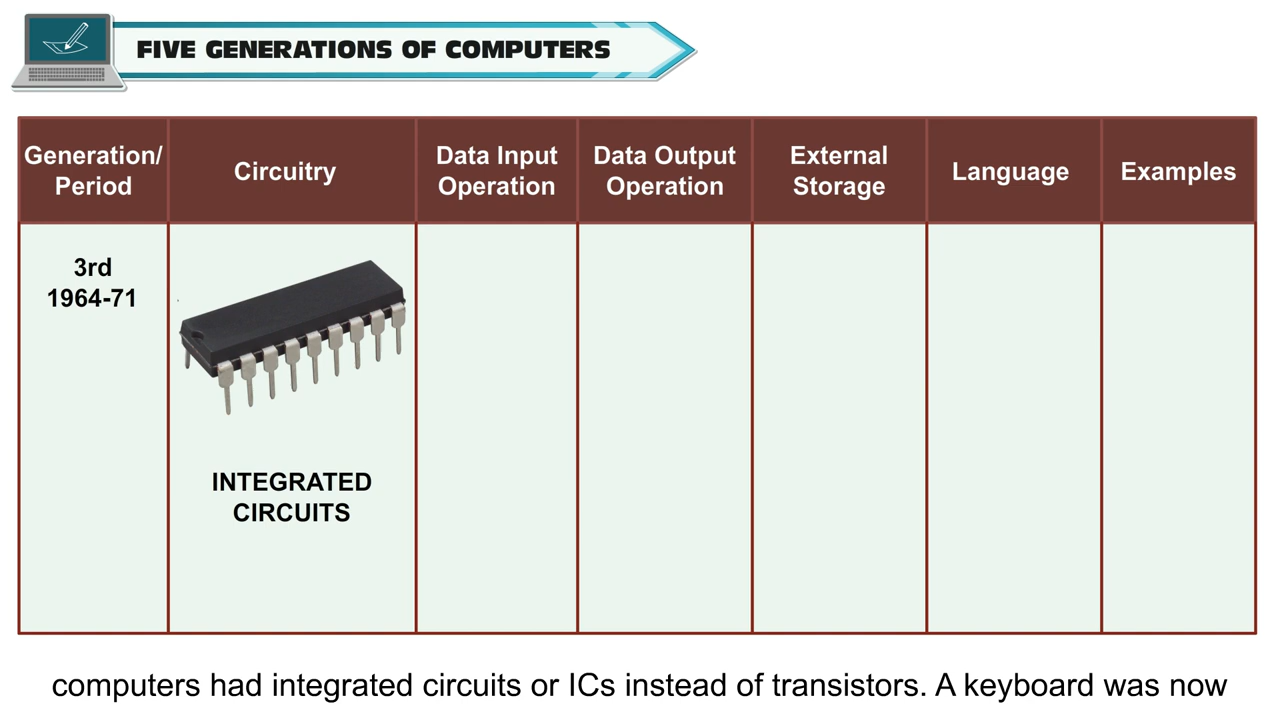 FIVE GENERATIONS OF COMPUTERS
Generation/
Period
Circuitry
Data Input
Operation
Data Output
Operation
External
Storage
Language
Examples
3rd
1964-71
INTEGRATED
CIRCUITS
computers had integrated circuits or ICs instead of transistors. A keyboard was now